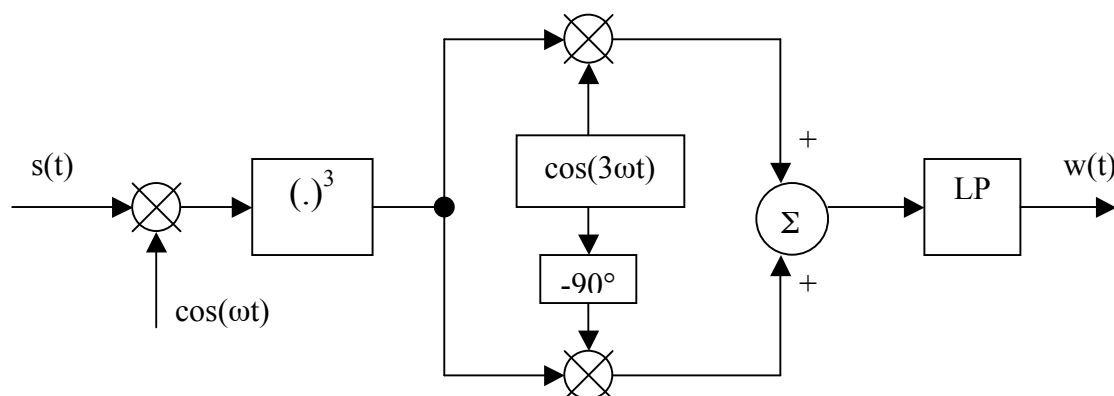 s(t)
cos(ωt)
(.)³
cos(3ωt)
-90°
+
Σ
+
LP
w(t)